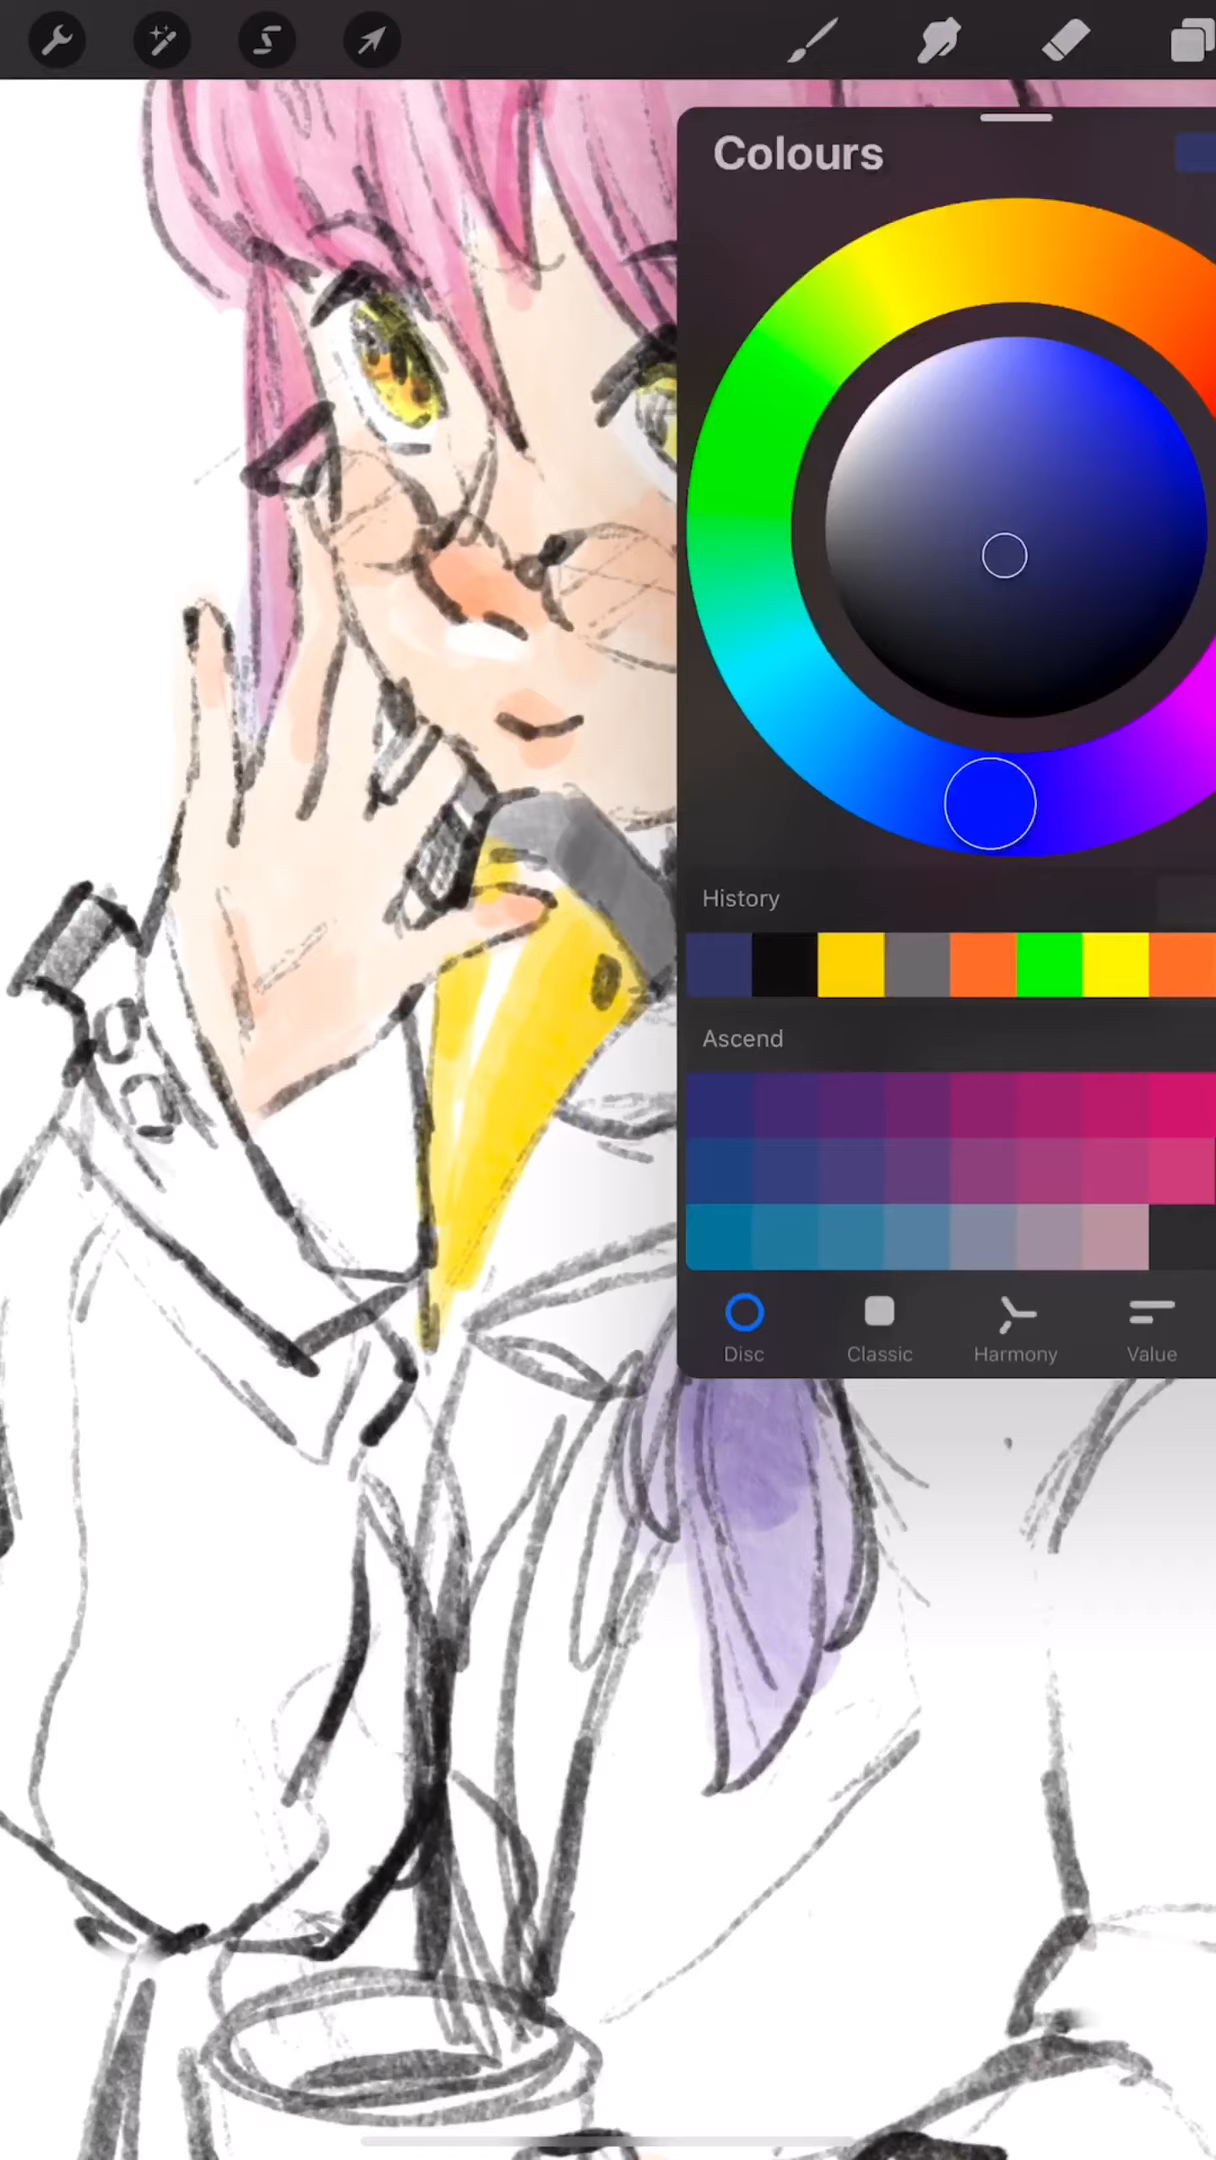 Colours
History
Ascend
Disc
Classic
Harmony
Value